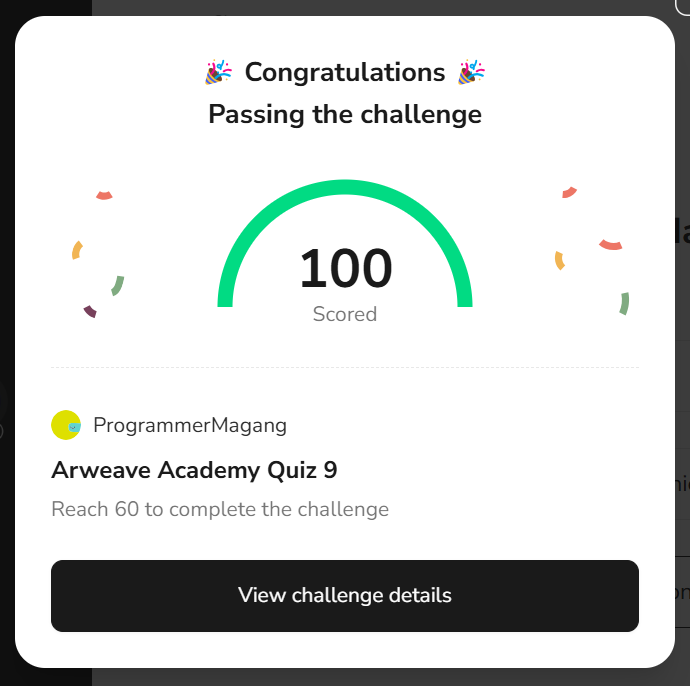 🎉 Congratulations 🎉
Passing the challenge
100
Scored
ProgrammerMagang
Arweave Academy Quiz 9
Reach 60 to complete the challenge
View challenge details